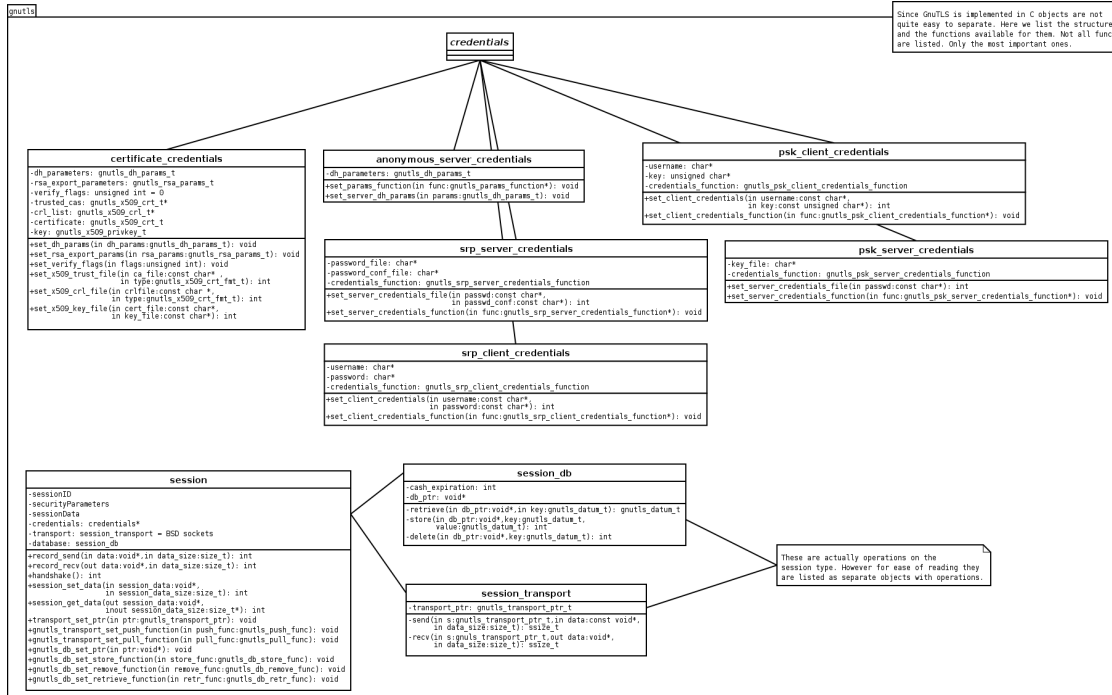 gnutls
Since GnuTLS is implemented in C objects are not
quite easy to separate. Here we list the structure
and the functions available for them. Not all func
are listed. Only the most important ones.
credentials
certificate_credentials
-dh_parameters: gnutls_dh_params_t
-rsa_export_parameters: gnutls_rsa_params_t
-verify_flags: unsigned int = 0
-trusted_cas: gnutls_x509_crt_t*
-crl_list: gnutls_x509_crl_t*
-certificate: gnutls_x509_crt_t
-key: gnutls_x509_privkey_t
+set_dh_params(in dh_params:gnutls_dh_params_t): void
+set_rsa_export_params(in rsa_params:gnutls_rsa_params_t): void
+set_verify_flags(in flags:unsigned int): void
+set_x509_trust_file(in ca_file:const char* ,
in type:gnutls_x509_crt_fmt_t): int
+set_x509_crl_file(in crlfile:const char *,
in type:gnutls_x509_crt_fmt_t): int
+set_x509_key_file(in cert_file:const char*,
in key_file:const char*): int
anonymous_server_credentials
-dh_parameters: gnutls_dh_params_t
+set_params_function(in func:gnutls_params_function*): void
+set_server_dh_params(in params:gnutls_dh_params_t): void
psk_client_credentials
-username: char*
-key: unsigned char*
-credentials_function: gnutls_psk_client_credentials_function
+set_client_credentials(in username:const char*,
in key:const unsigned char*): int
+set_client_credentials_function(in func:gnutls_psk_client_credentials_function*): void
srp_server_credentials
-password_file: char*
-password_conf_file: char*
-credentials_function: gnutls_srp_server_credentials_function
+set_server_credentials_file(in passwd:const char*,
in passwd_conf:const char*): int
+set_server_credentials_function(in func:gnutls_srp_server_credentials_function*): void
psk_server_credentials
-key_file: char*
-credentials_function: gnutls_psk_server_credentials_function
+set_server_credentials_file(in passwd:const char*): int
+set_server_credentials_function(in func:gnutls_psk_server_credentials_function*): void
srp_client_credentials
-username: char*
-password: char*
-credentials_function: gnutls_srp_client_credentials_function
+set_client_credentials(in username:const char*,
in password:const char*): int
+set_client_credentials_function(in func:gnutls_srp_client_credentials_function*): void
session
-sessionID
-securityParameters
-sessionData
-credentials: credentials*
-transport: session_transport = BSD sockets
-database: session_db
+record_send(in data:void*,in data_size:size_t): int
+record_recv(out data:void*,in data_size:size_t): int
+handshake(): int
+session_set_data(in session_data:void*,
in session_data_size:size_t): int
+session_get_data(out session_data:void*,
inout session_data_size:size_t*): int
+transport_set_ptr(in ptr:gnutls_transport_ptr): void
+gnutls_transport_set_push_function(in push_func:gnutls_push_func): void
+gnutls_transport_set_pull_function(in pull_func:gnutls_pull_func): void
+gnutls_db_set_ptr(in ptr:void*): void
+gnutls_db_set_store_function(in store_func:gnutls_db_store_func): void
+gnutls_db_set_remove_function(in remove_func:gnutls_db_remove_func): void
+gnutls_db_set_retrieve_function(in retr_func:gnutls_db_retr_func): void
session_db
-cash_expiration: int
-db_ptr: void*
-retrieve(in db_ptr:void*,in key:gnutls_datum_t): gnutls_datum_t
-store(in db_ptr:void*,key:gnutls_datum_t,
value:gnutls_datum_t): int
-delete(in db_ptr:void*,key:gnutls_datum_t): int
session_transport
-transport_ptr: gnutls_transport_ptr_t
-send(in s:gnuls_transport_ptr_t,in data:const void*,
in data_size:size_t): ssize_t
-recv(in s:gnutls_transport_ptr_t,out data:void*,
in data_size:size_t): ssize_t
These are actually operations on the
session type. However for ease of reading they
are listed as separate objects with operations.